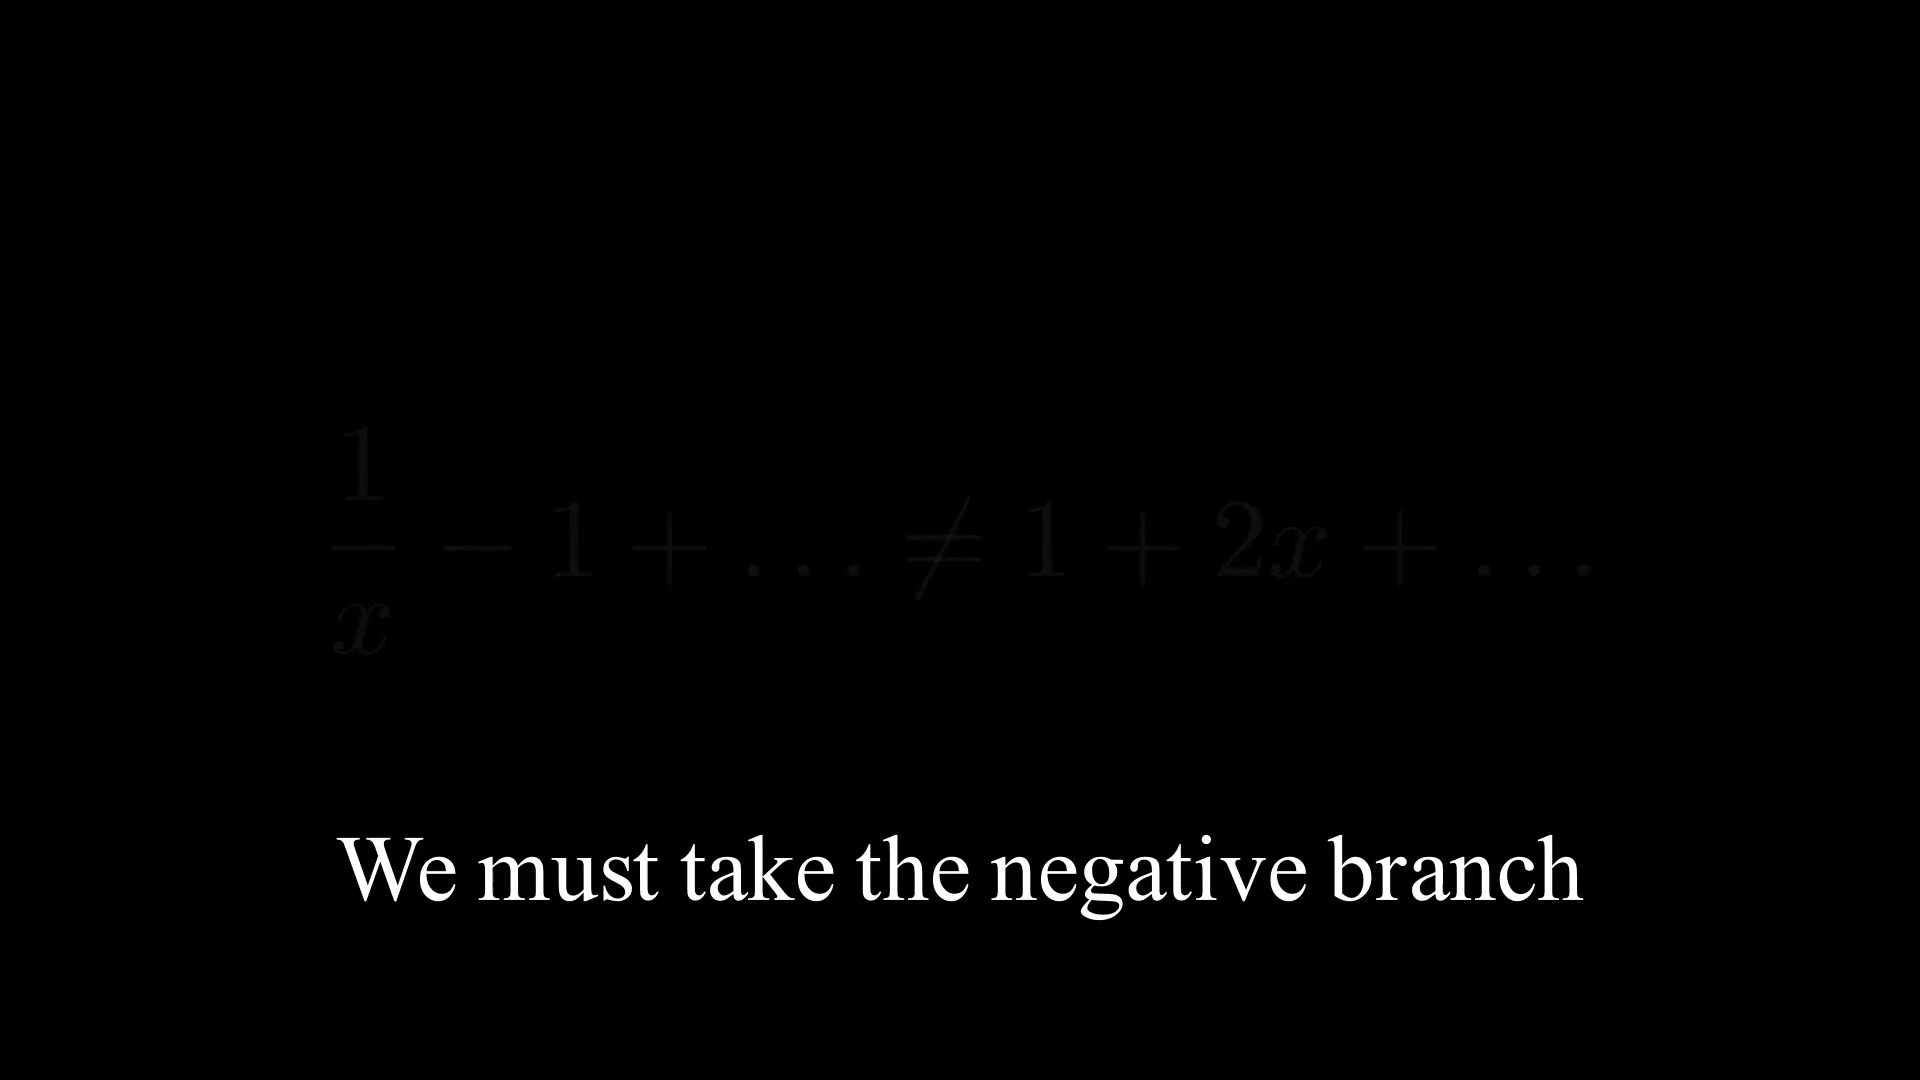 1/x − 1 + ... ≠ 1 + 2x + ...
We must take the negative branch